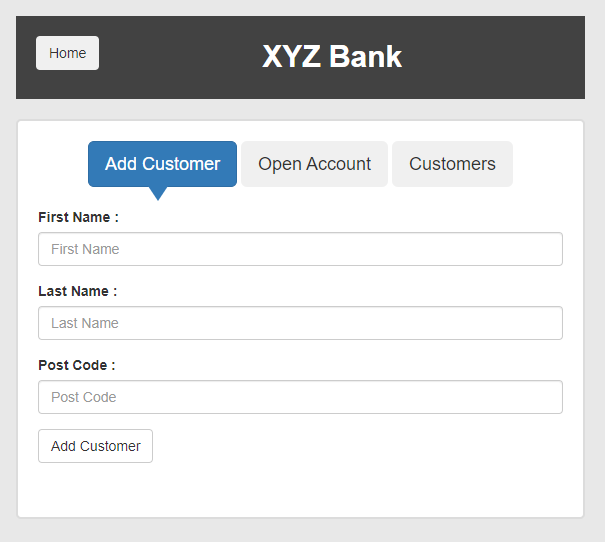 Home
XYZ Bank
Add Customer
Open Account
Customers
First Name :
First Name
Last Name :
Last Name
Post Code :
Post Code
Add Customer